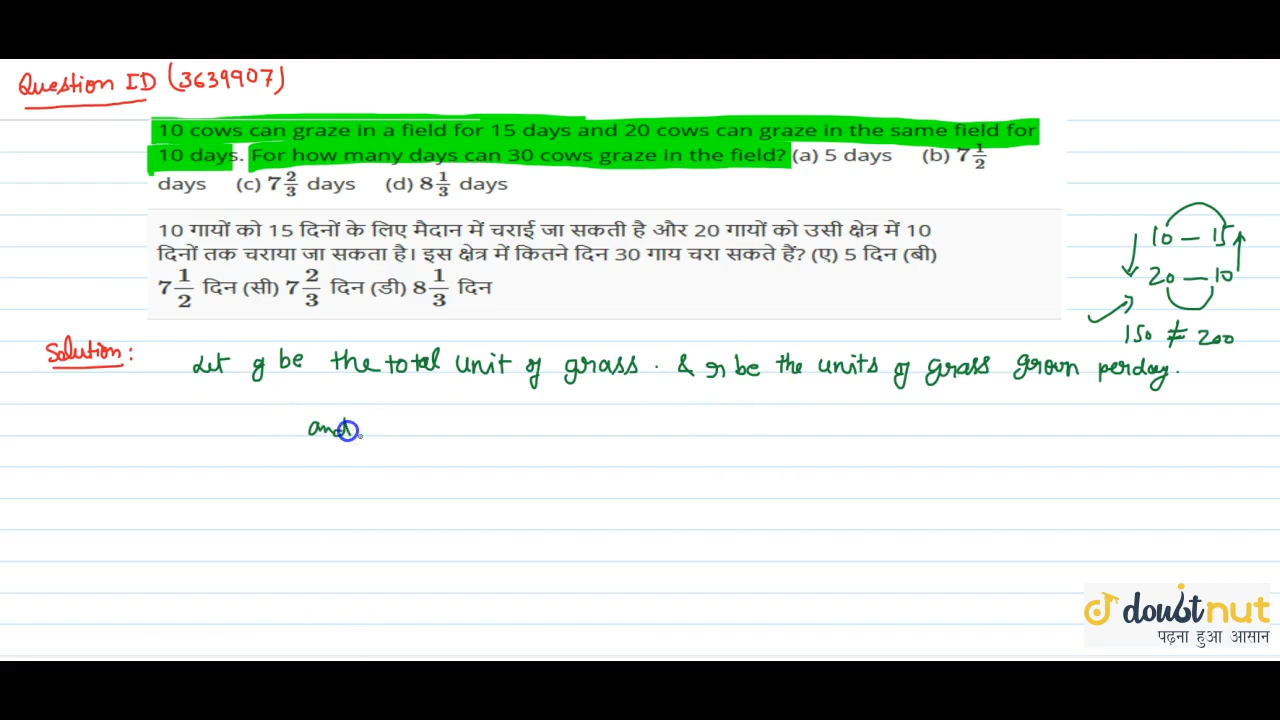 Question ID (3639907)
10 cows can graze in a field for 15 days and 20 cows can graze in the same field for
10 days. For how many days can 30 cows graze in the field? (a) 5 days (b) 7 1/2
days (c) 7 2/3 days (d) 8 1/3 days
10 गायों को 15 दिनों के लिए मैदान में चराई जा सकती है और 20 गायों को उसी क्षेत्र में 10
दिनों तक चराया जा सकता है। इस क्षेत्र में कितने दिन 30 गाय चरा सकते हैं? (ए) 5 दिन (बी)
7 1/2 दिन (सी) 7 2/3 दिन (डी) 8 1/3 दिन
10 — 15
20 — 10
150 ≠ 200
Solution:
Let g be the total unit of grass. & r be the units of grass grown perday.
and
doubtnut
पढ़ना हुआ आसान